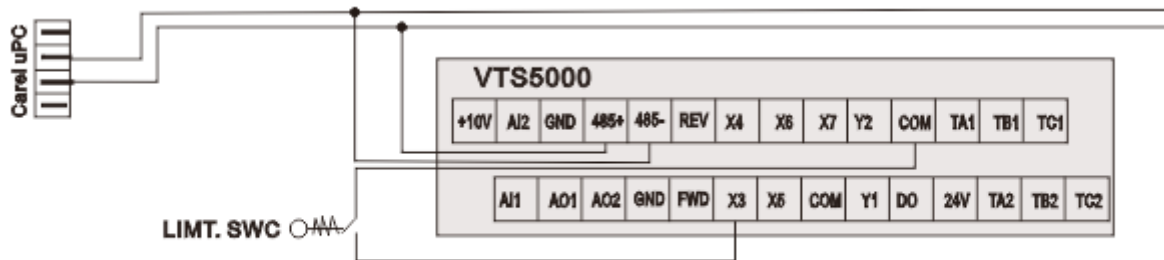 Carel uPC
VTS5000
+10V AI2 GND 485+ 485- REV X4 X6 X7 Y2 COM TA1 TB1 TC1
AI1 AO1 AO2 GND FWD X3 X5 COM Y1 DO 24V TA2 TB2 TC2
LIMT. SWC